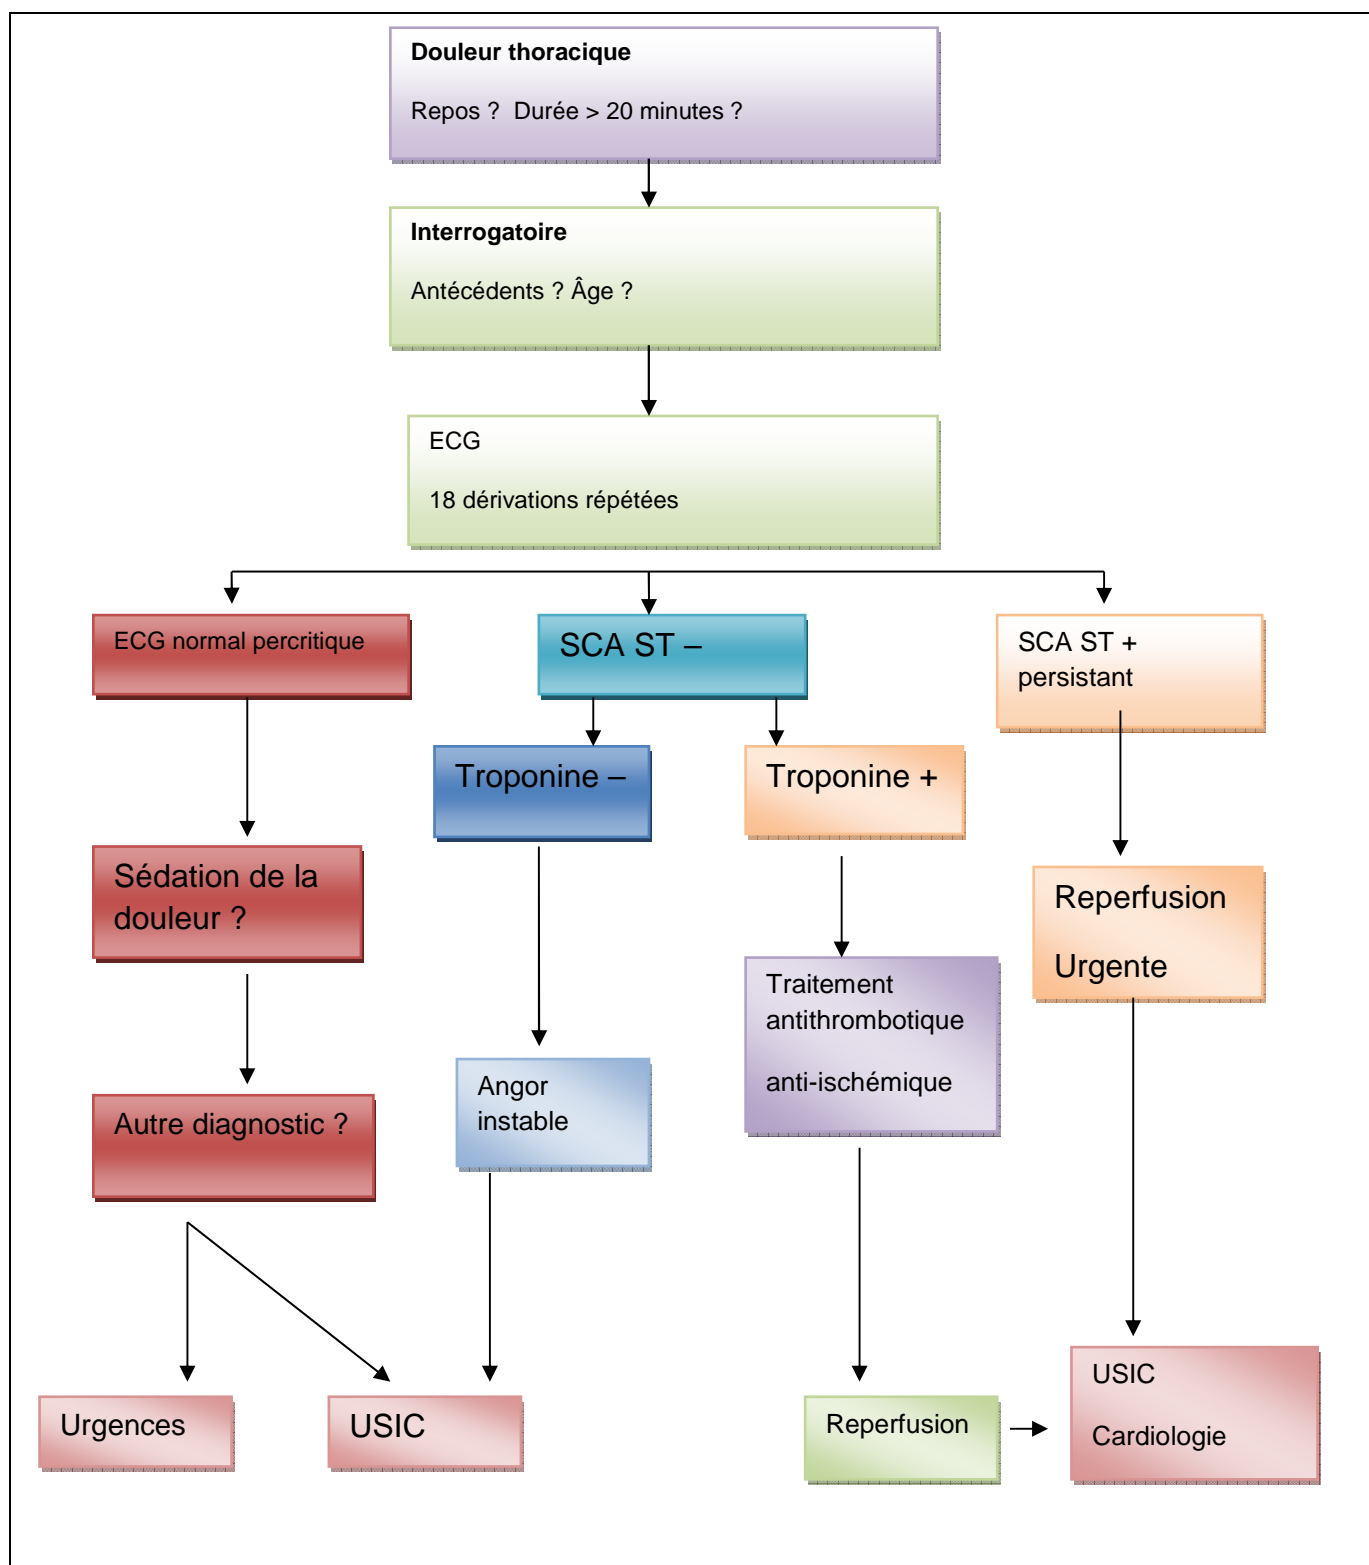 Douleur thoracique
Repos ?  Durée > 20 minutes ?
Interrogatoire
Antécédents ? Âge ?
ECG
18 dérivations répétées
ECG normal percritique
SCA ST –
SCA ST +
persistant
Troponine –
Troponine +
Sédation de la
douleur ?
Reperfusion
Urgente
Traitement
antithrombotique
anti-ischémique
Angor
instable
Autre diagnostic ?
Urgences
USIC
Reperfusion
USIC
Cardiologie